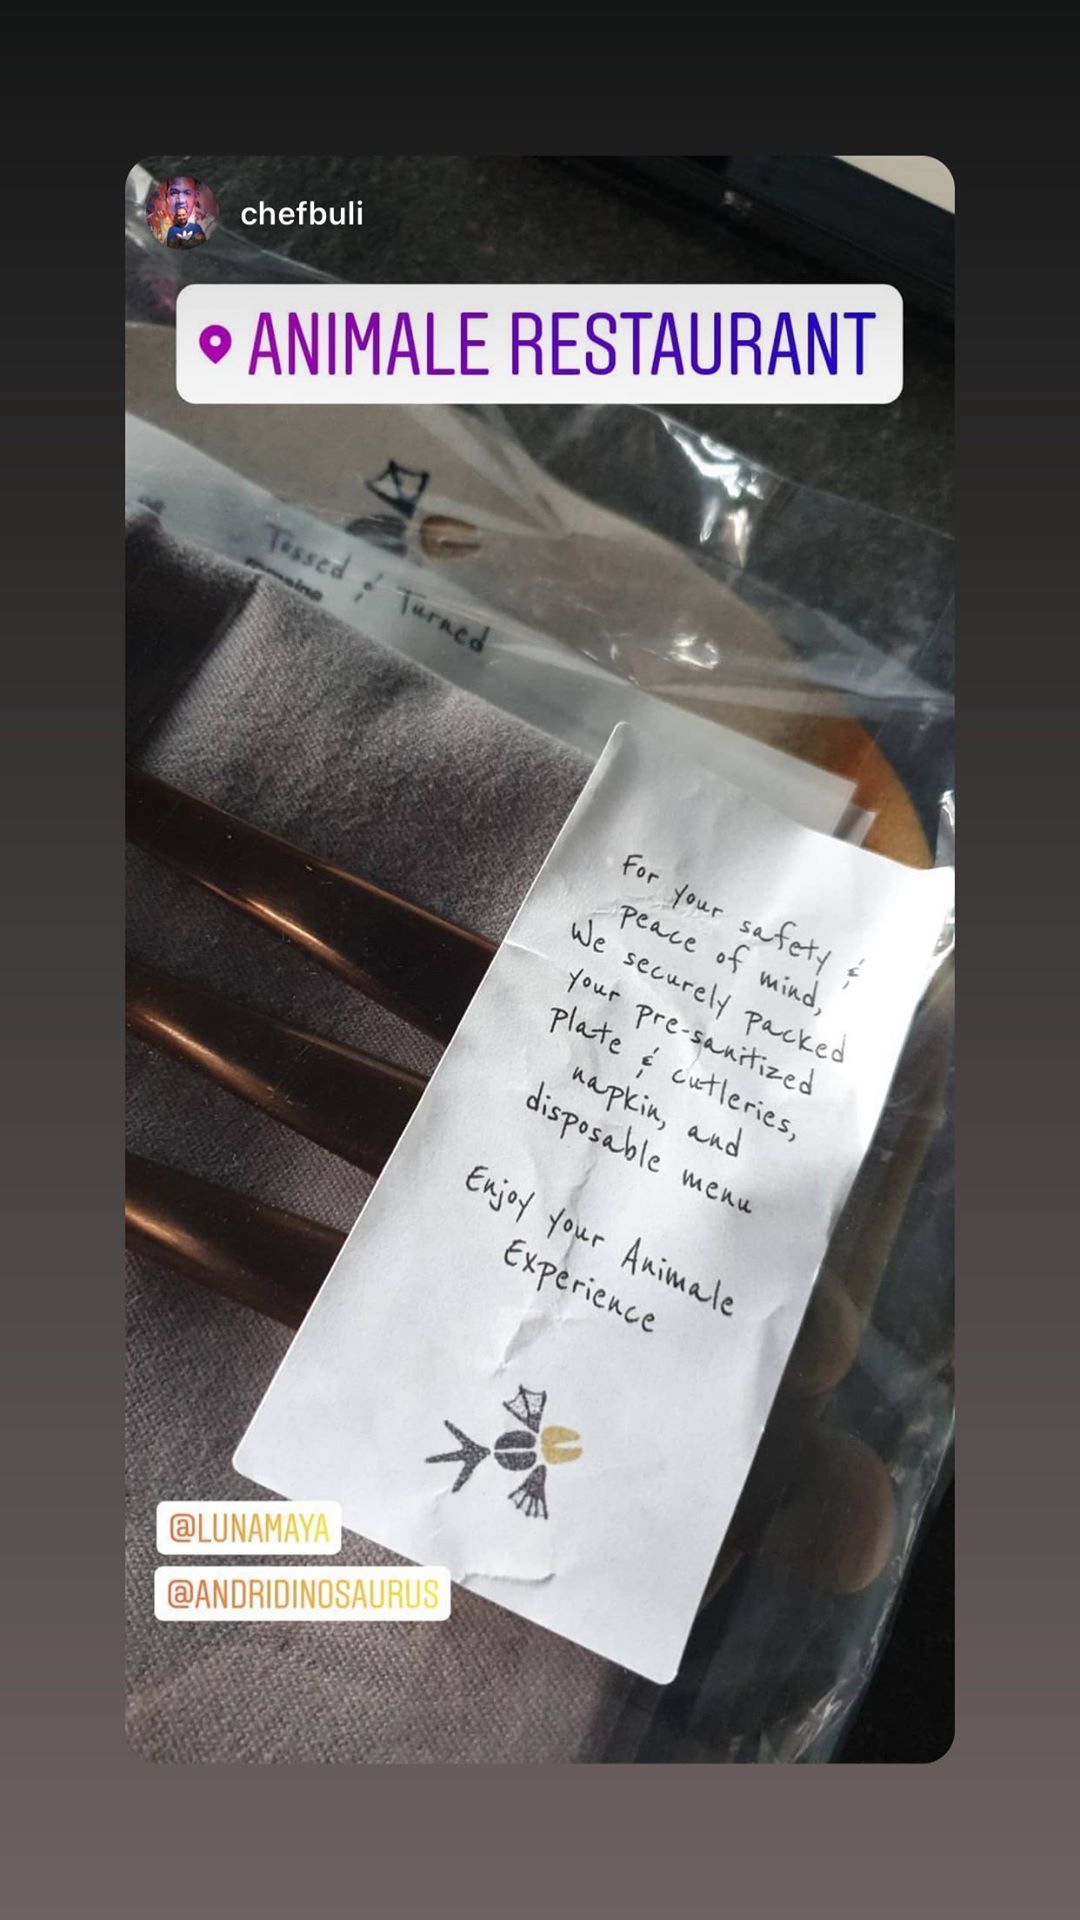 chefbuli
ANIMALE RESTAURANT
Tossed & Turned
For your safety &
peace of mind,
We securely packed
your pre-sanitized
plate & cutleries,
napkin, and
disposable menu
Enjoy your Animale
Experience
@LUNAMAYA
@ANDRIDINOSAURUS